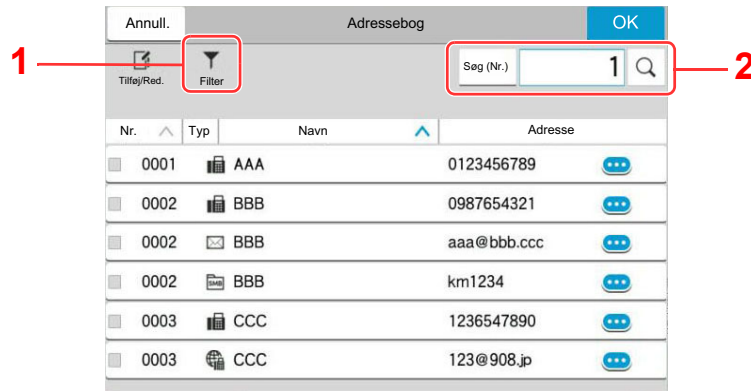 Annull. Adressebog OK
1 Tilføj/Red. Filter Søg (Nr.) 1 2
Nr. Typ Navn Adresse
0001 AAA 0123456789
0002 BBB 0987654321
0002 BBB aaa@bbb.ccc
0002 SMB BBB km1234
0003 CCC 1236547890
0003 CCC 123@908.jp